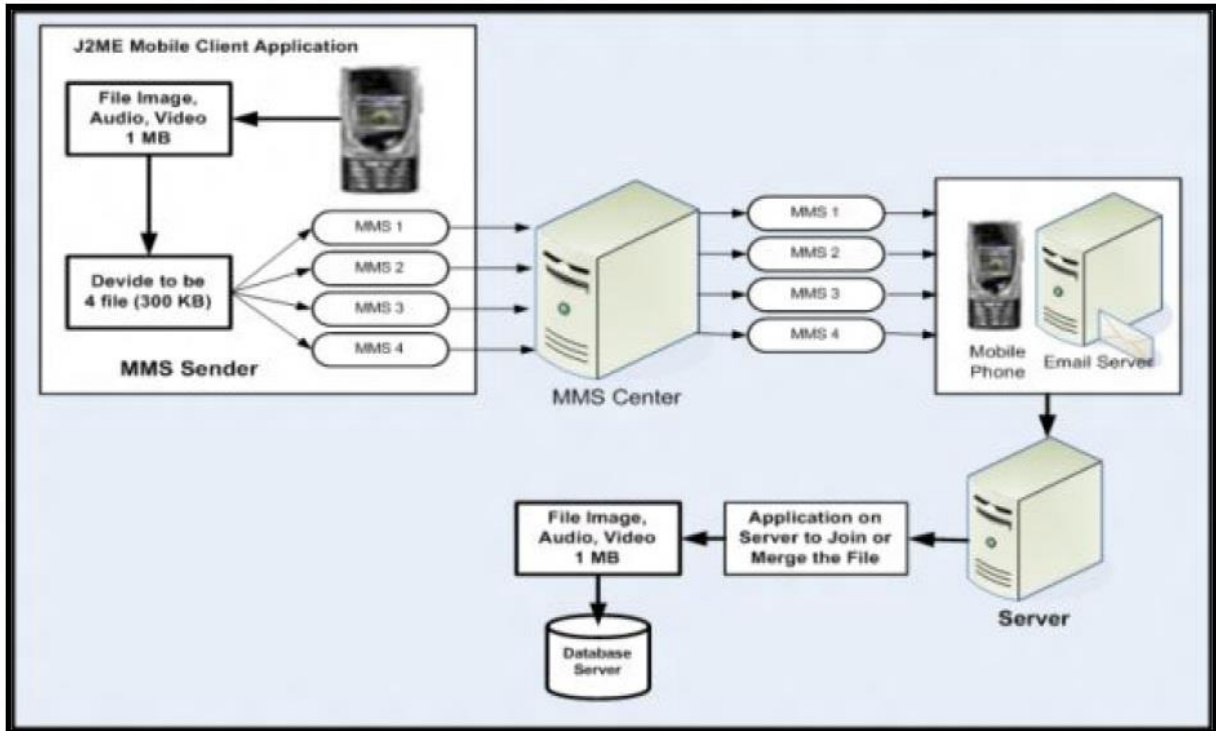 J2ME Mobile Client Application
File Image,
Audio, Video
1 MB
Devide to be
4 file (300 KB)
MMS Sender
MMS 1
MMS 2
MMS 3
MMS 4
MMS Center
MMS 1
MMS 2
MMS 3
MMS 4
Mobile
Phone
Email Server
Server
Application on
Server to Join or
Merge the File
File Image,
Audio, Video
1 MB
Database
Server